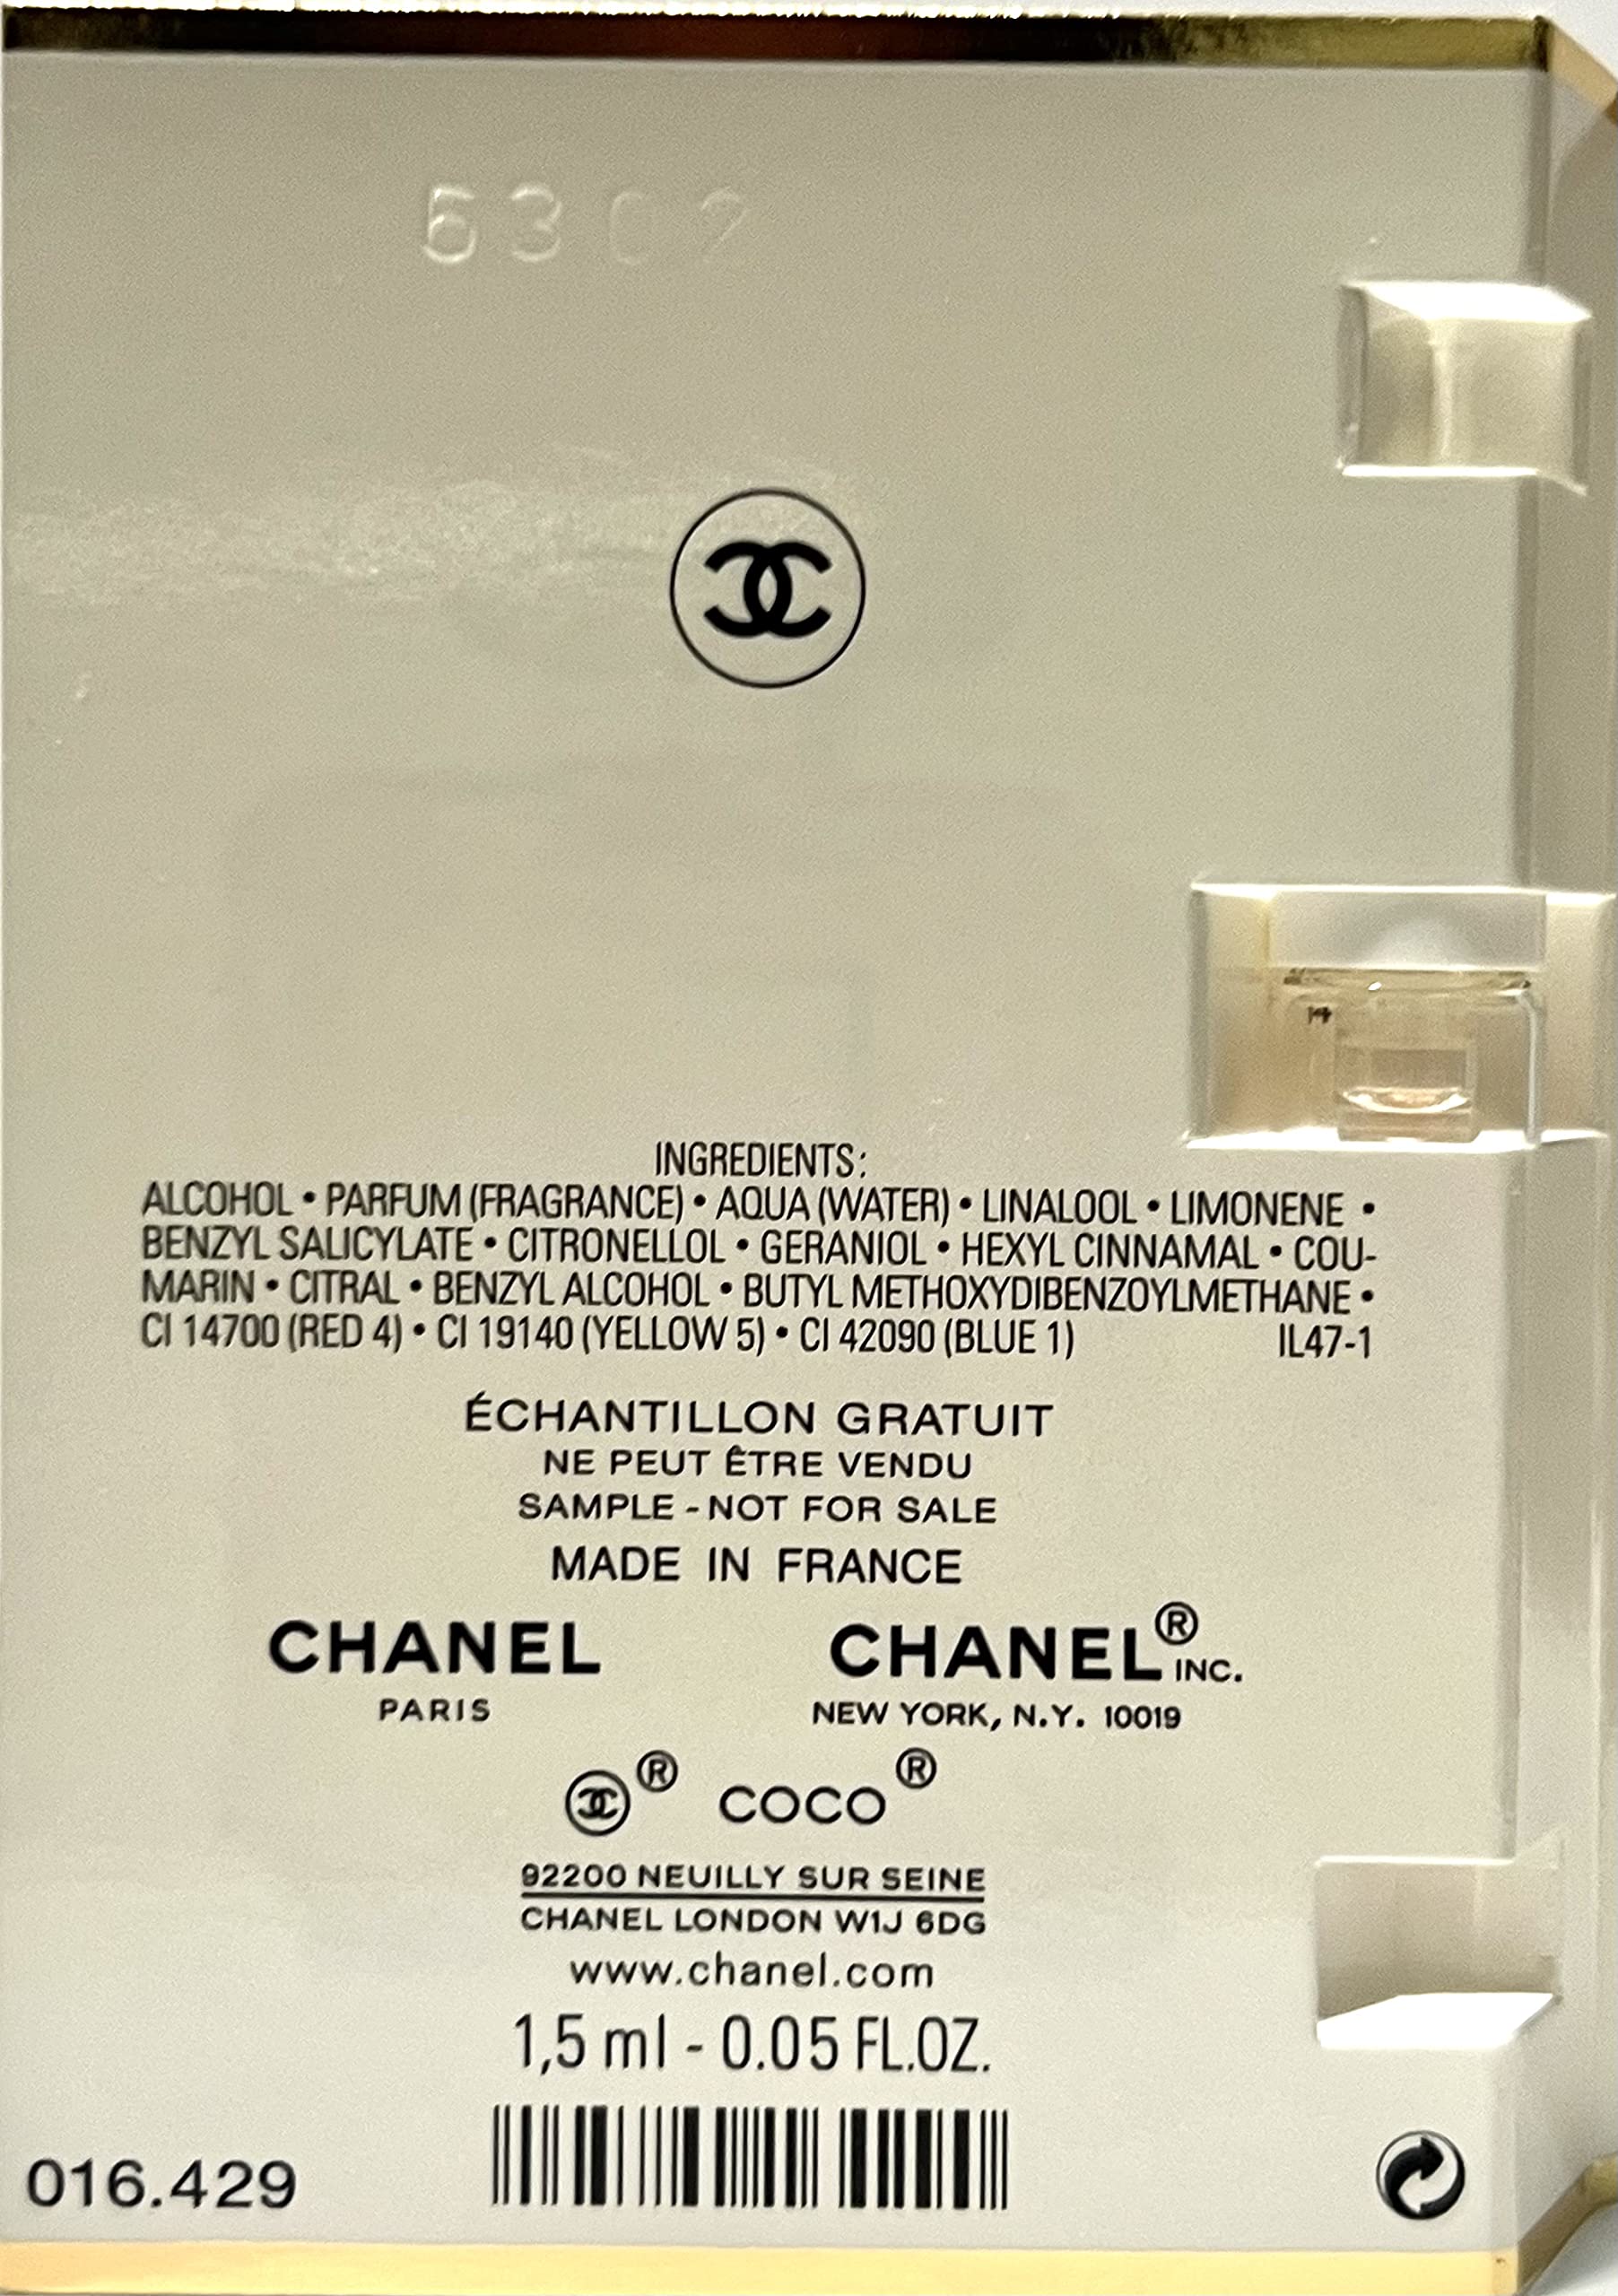 5302
INGREDIENTS:
ALCOHOL • PARFUM (FRAGRANCE) • AQUA (WATER) • LINALOOL • LIMONENE •
BENZYL SALICYLATE • CITRONELLOL • GERANIOL • HEXYL CINNAMAL • COU-
MARIN • CITRAL • BENZYL ALCOHOL • BUTYL METHOXYDIBENZOYLMETHANE •
CI 14700 (RED 4) • CI 19140 (YELLOW 5) • CI 42090 (BLUE 1) IL47-1
ÉCHANTILLON GRATUIT
NE PEUT ÊTRE VENDU
SAMPLE - NOT FOR SALE
MADE IN FRANCE
CHANEL CHANEL® INC.
PARIS NEW YORK, N.Y. 10019
® COCO ®
92200 NEUILLY SUR SEINE
CHANEL LONDON W1J 6DG
www.chanel.com
1,5 ml - 0.05 FL.OZ.
016.429